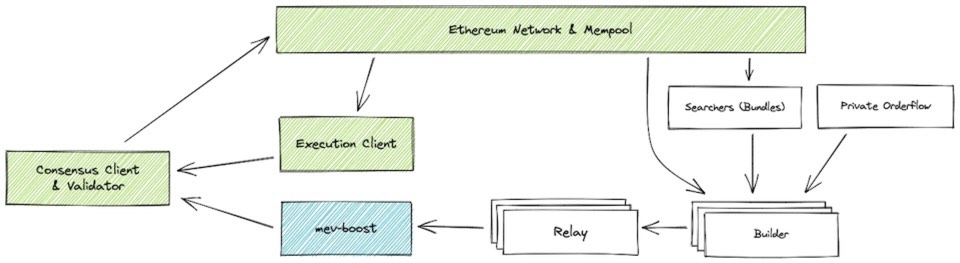 Ethereum Network & Mempool
Searchers (Bundles)
Private Orderflow
Execution Client
Consensus Client
& Validator
mev-boost
Relay
Builder